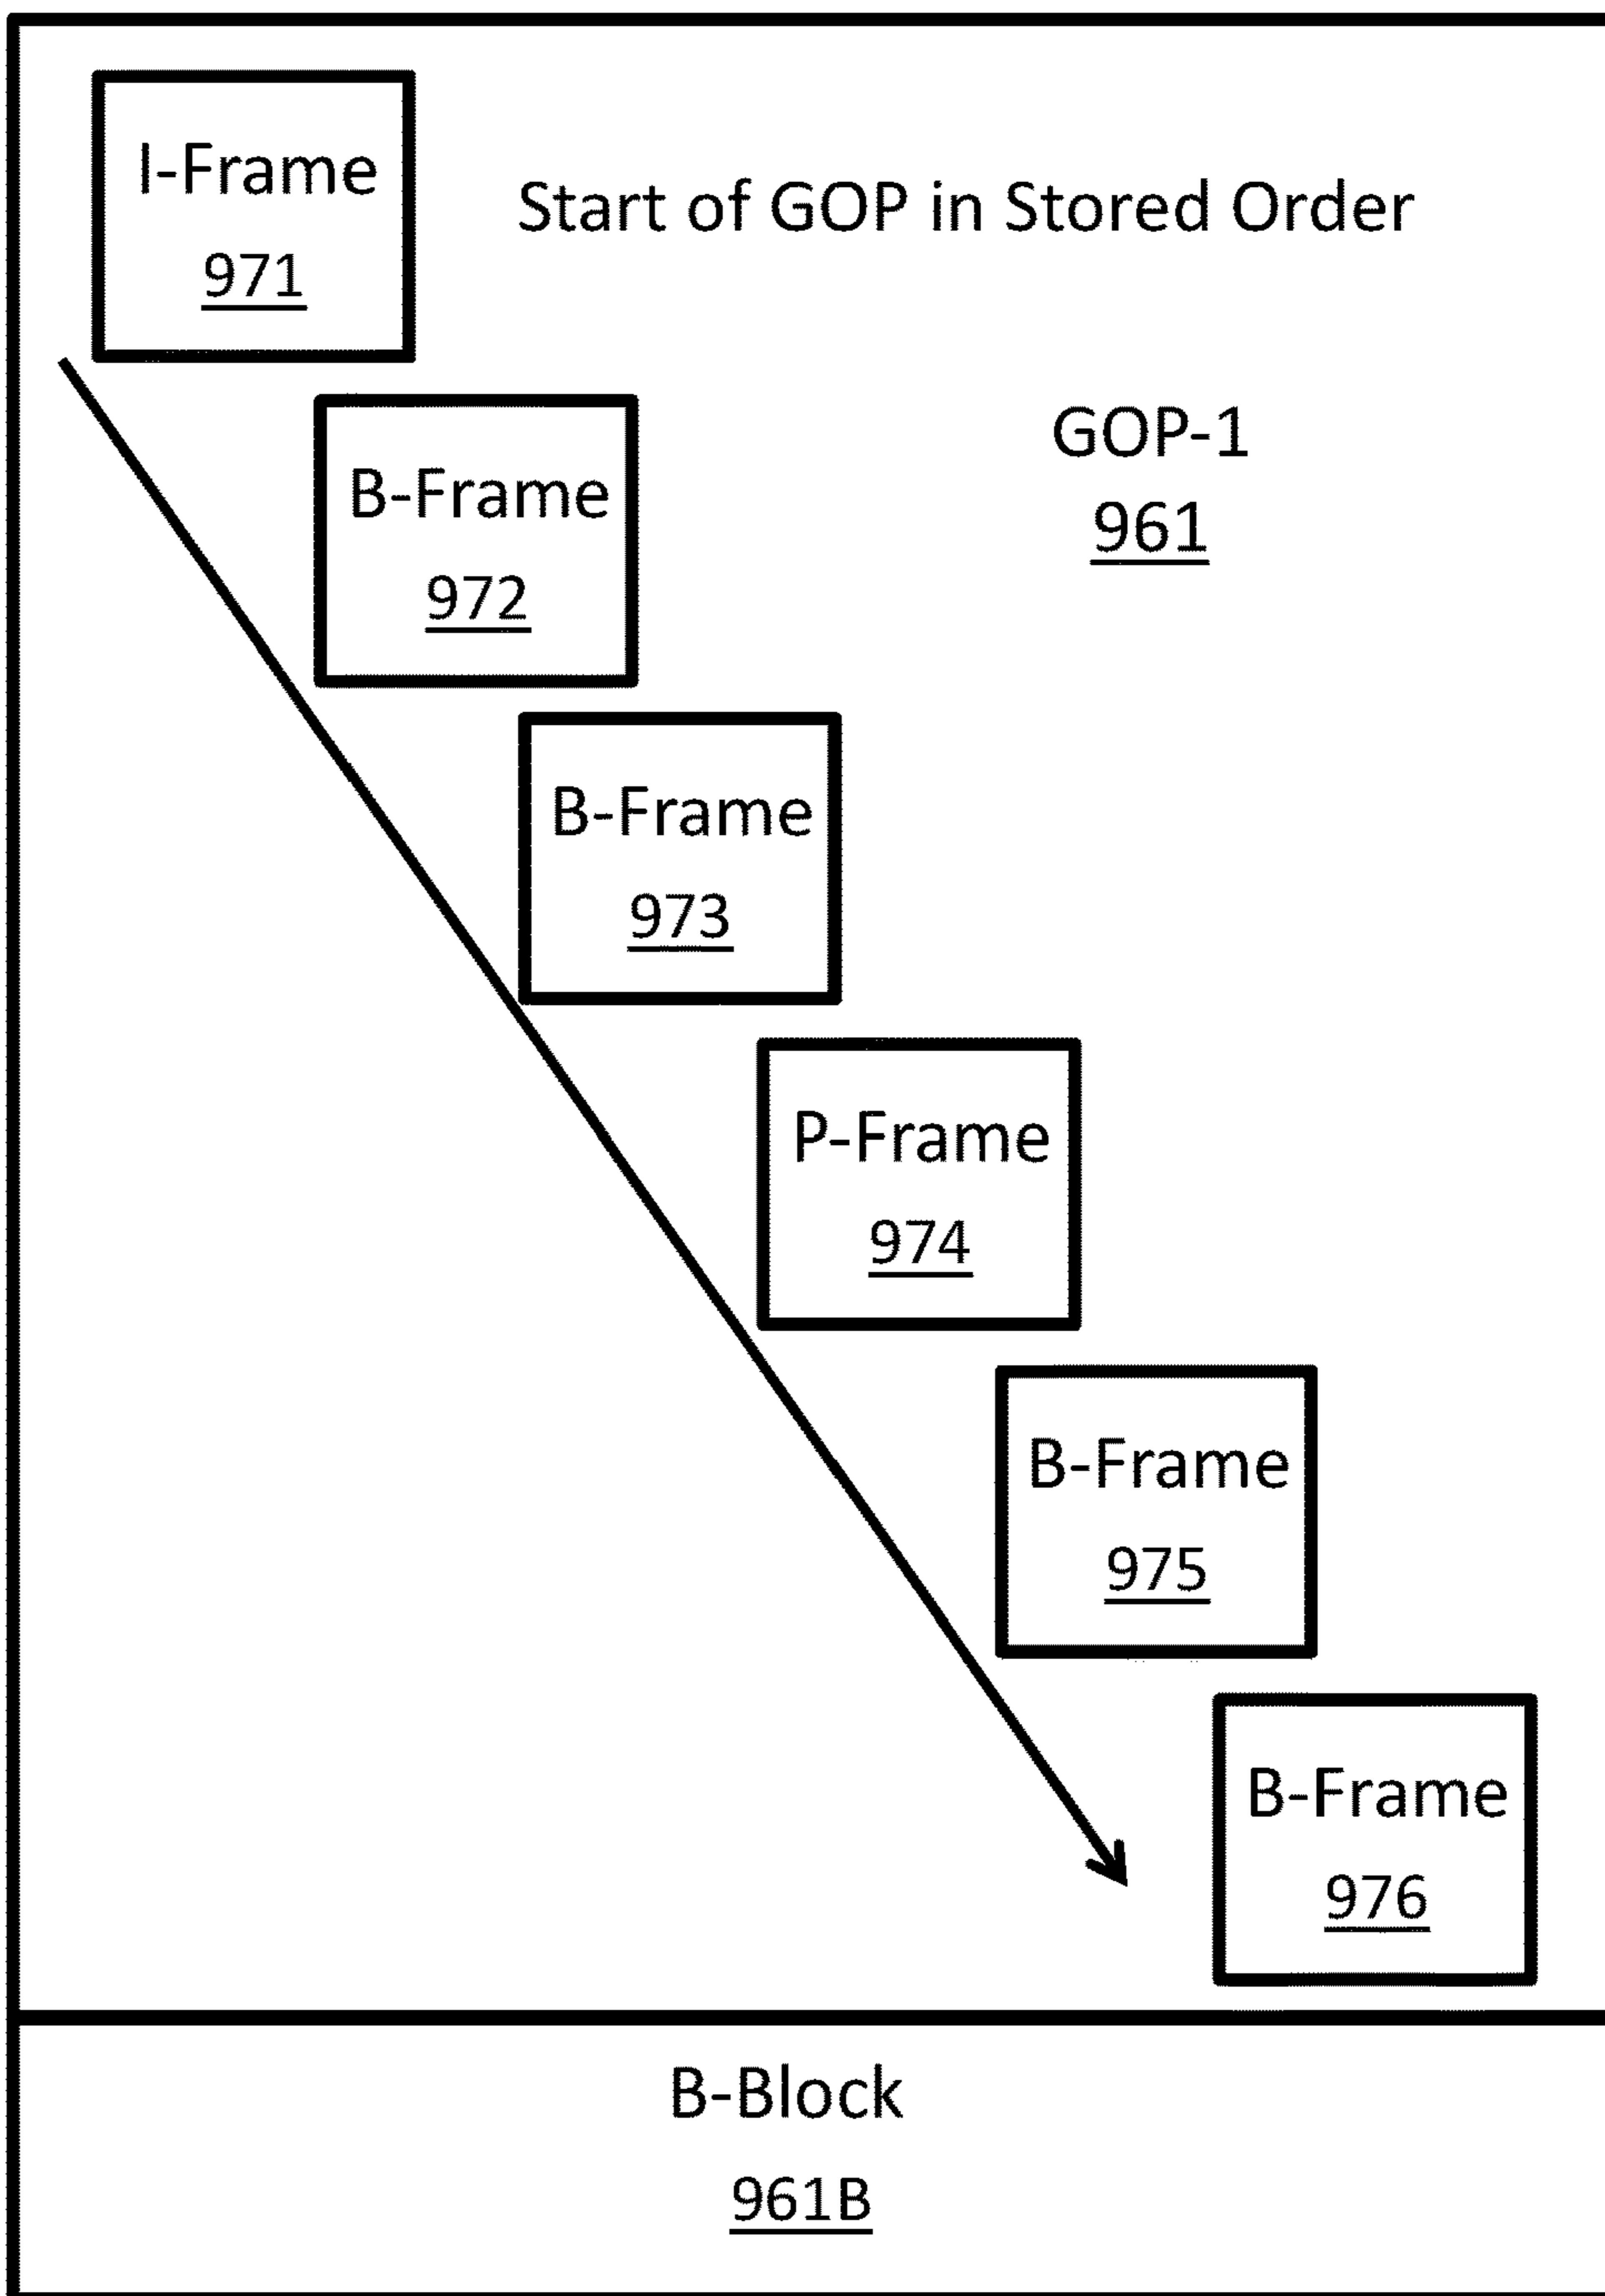 I-Frame
971
Start of GOP in Stored Order
B-Frame
972
GOP-1
961
B-Frame
973
P-Frame
974
B-Frame
975
B-Frame
976
B-Block
961B